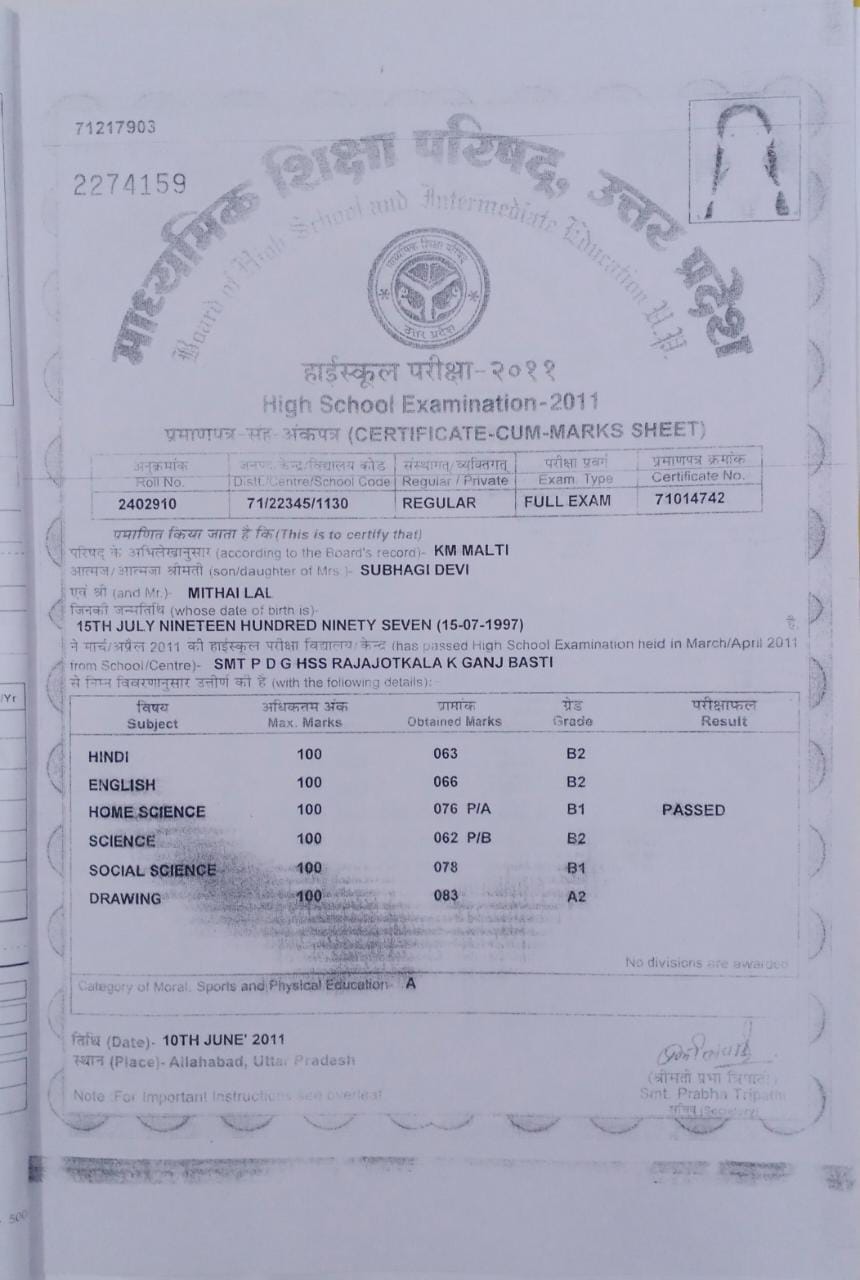 71217903
2274159
माध्यमिक शिक्षा परिषद्, उत्तर प्रदेश
Board of High School and Intermediate Education U.P.
माध्यमिक शिक्षा परिषद
उत्तर प्रदेश
हाईस्कूल परीक्षा-२०११
High School Examination-2011
प्रमाणपत्र-सह-अंकपत्र (CERTIFICATE-CUM-MARKS SHEET)
अनुक्रमांक जनपद केन्द्र/विद्यालय कोड संस्थागत/व्यक्तिगत् परीक्षा प्रवर्ग प्रमाणपत्र क्रमांक
Roll No. Distt./Centre/School Code Regular / Private Exam. Type Certificate No.
2402910 71/22345/1130 REGULAR FULL EXAM 71014742
प्रमाणित किया जाता है कि (This is to certify that)
परिषद के अभिलेखानुसार (according to the Board's record)- KM MALTI
आत्मज/आत्मजा श्रीमती (son/daughter of Mrs.)- SUBHAGI DEVI
एवं श्री (and Mr.)- MITHAI LAL
जिनकी जन्मतिथि (whose date of birth is)-
15TH JULY NINETEEN HUNDRED NINETY SEVEN (15-07-1997) है,
ने मार्च/अप्रैल 2011 की हाईस्कूल परीक्षा विद्यालय/केन्द्र (has passed High School Examination held in March/April 2011
from School/Centre)- SMT P D G HSS RAJAJOTKALA K GANJ BASTI
से निम्न विवरणानुसार उत्तीर्ण की है (with the following details):-
विषय अधिकतम अंक प्राप्तांक ग्रेड परीक्षाफल
Subject Max. Marks Obtained Marks Grade Result
HINDI 100 063 B2
ENGLISH 100 066 B2
HOME SCIENCE 100 076 P/A B1 PASSED
SCIENCE 100 062 P/B B2
SOCIAL SCIENCE 100 078 B1
DRAWING 100 083 A2
No divisions are awarded
Category of Moral, Sports and Physical Education- A
तिथि (Date)- 10TH JUNE' 2011
स्थान (Place)- Allahabad, Uttar Pradesh
(श्रीमती प्रभा त्रिपाठी)
Smt. Prabha Tripathi
सचिव (Secretary)
Note :For Important Instructions see overleaf
/Yr
500